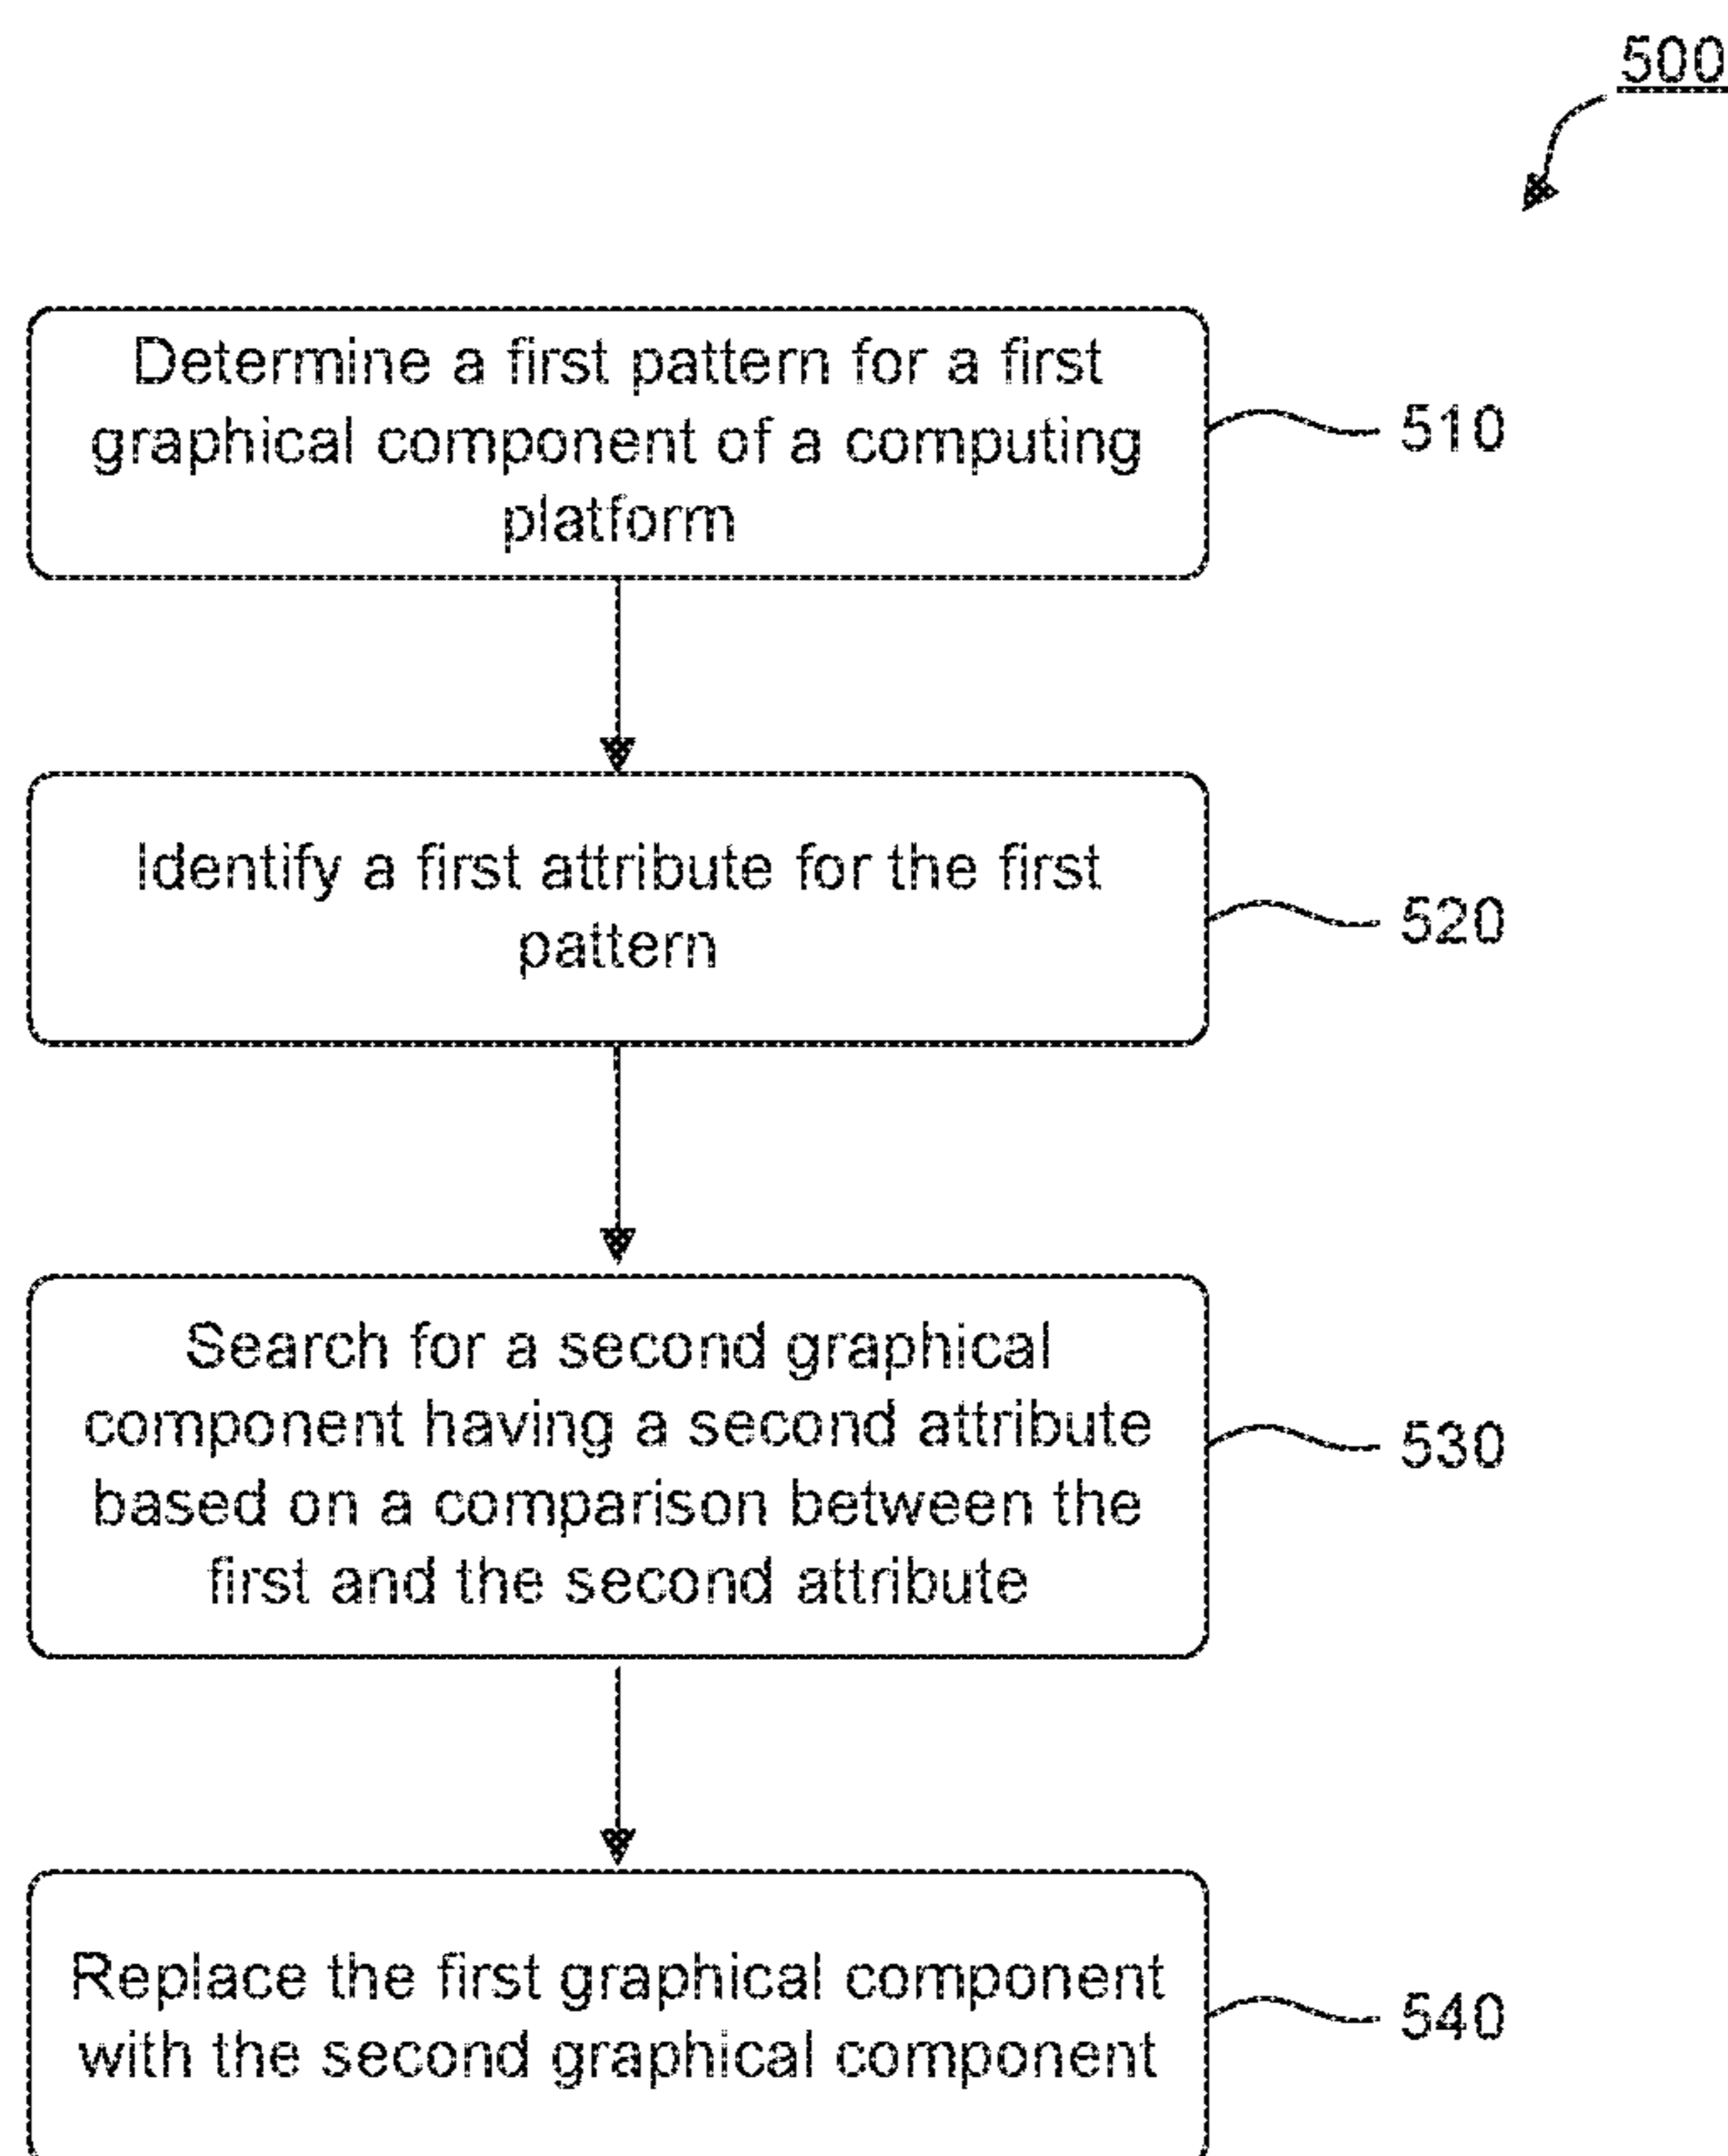 500
Determine a first pattern for a first
graphical component of a computing
platform
510
Identify a first attribute for the first
pattern
520
Search for a second graphical
component having a second attribute
based on a comparison between the
first and the second attribute
530
Replace the first graphical component
with the second graphical component
540